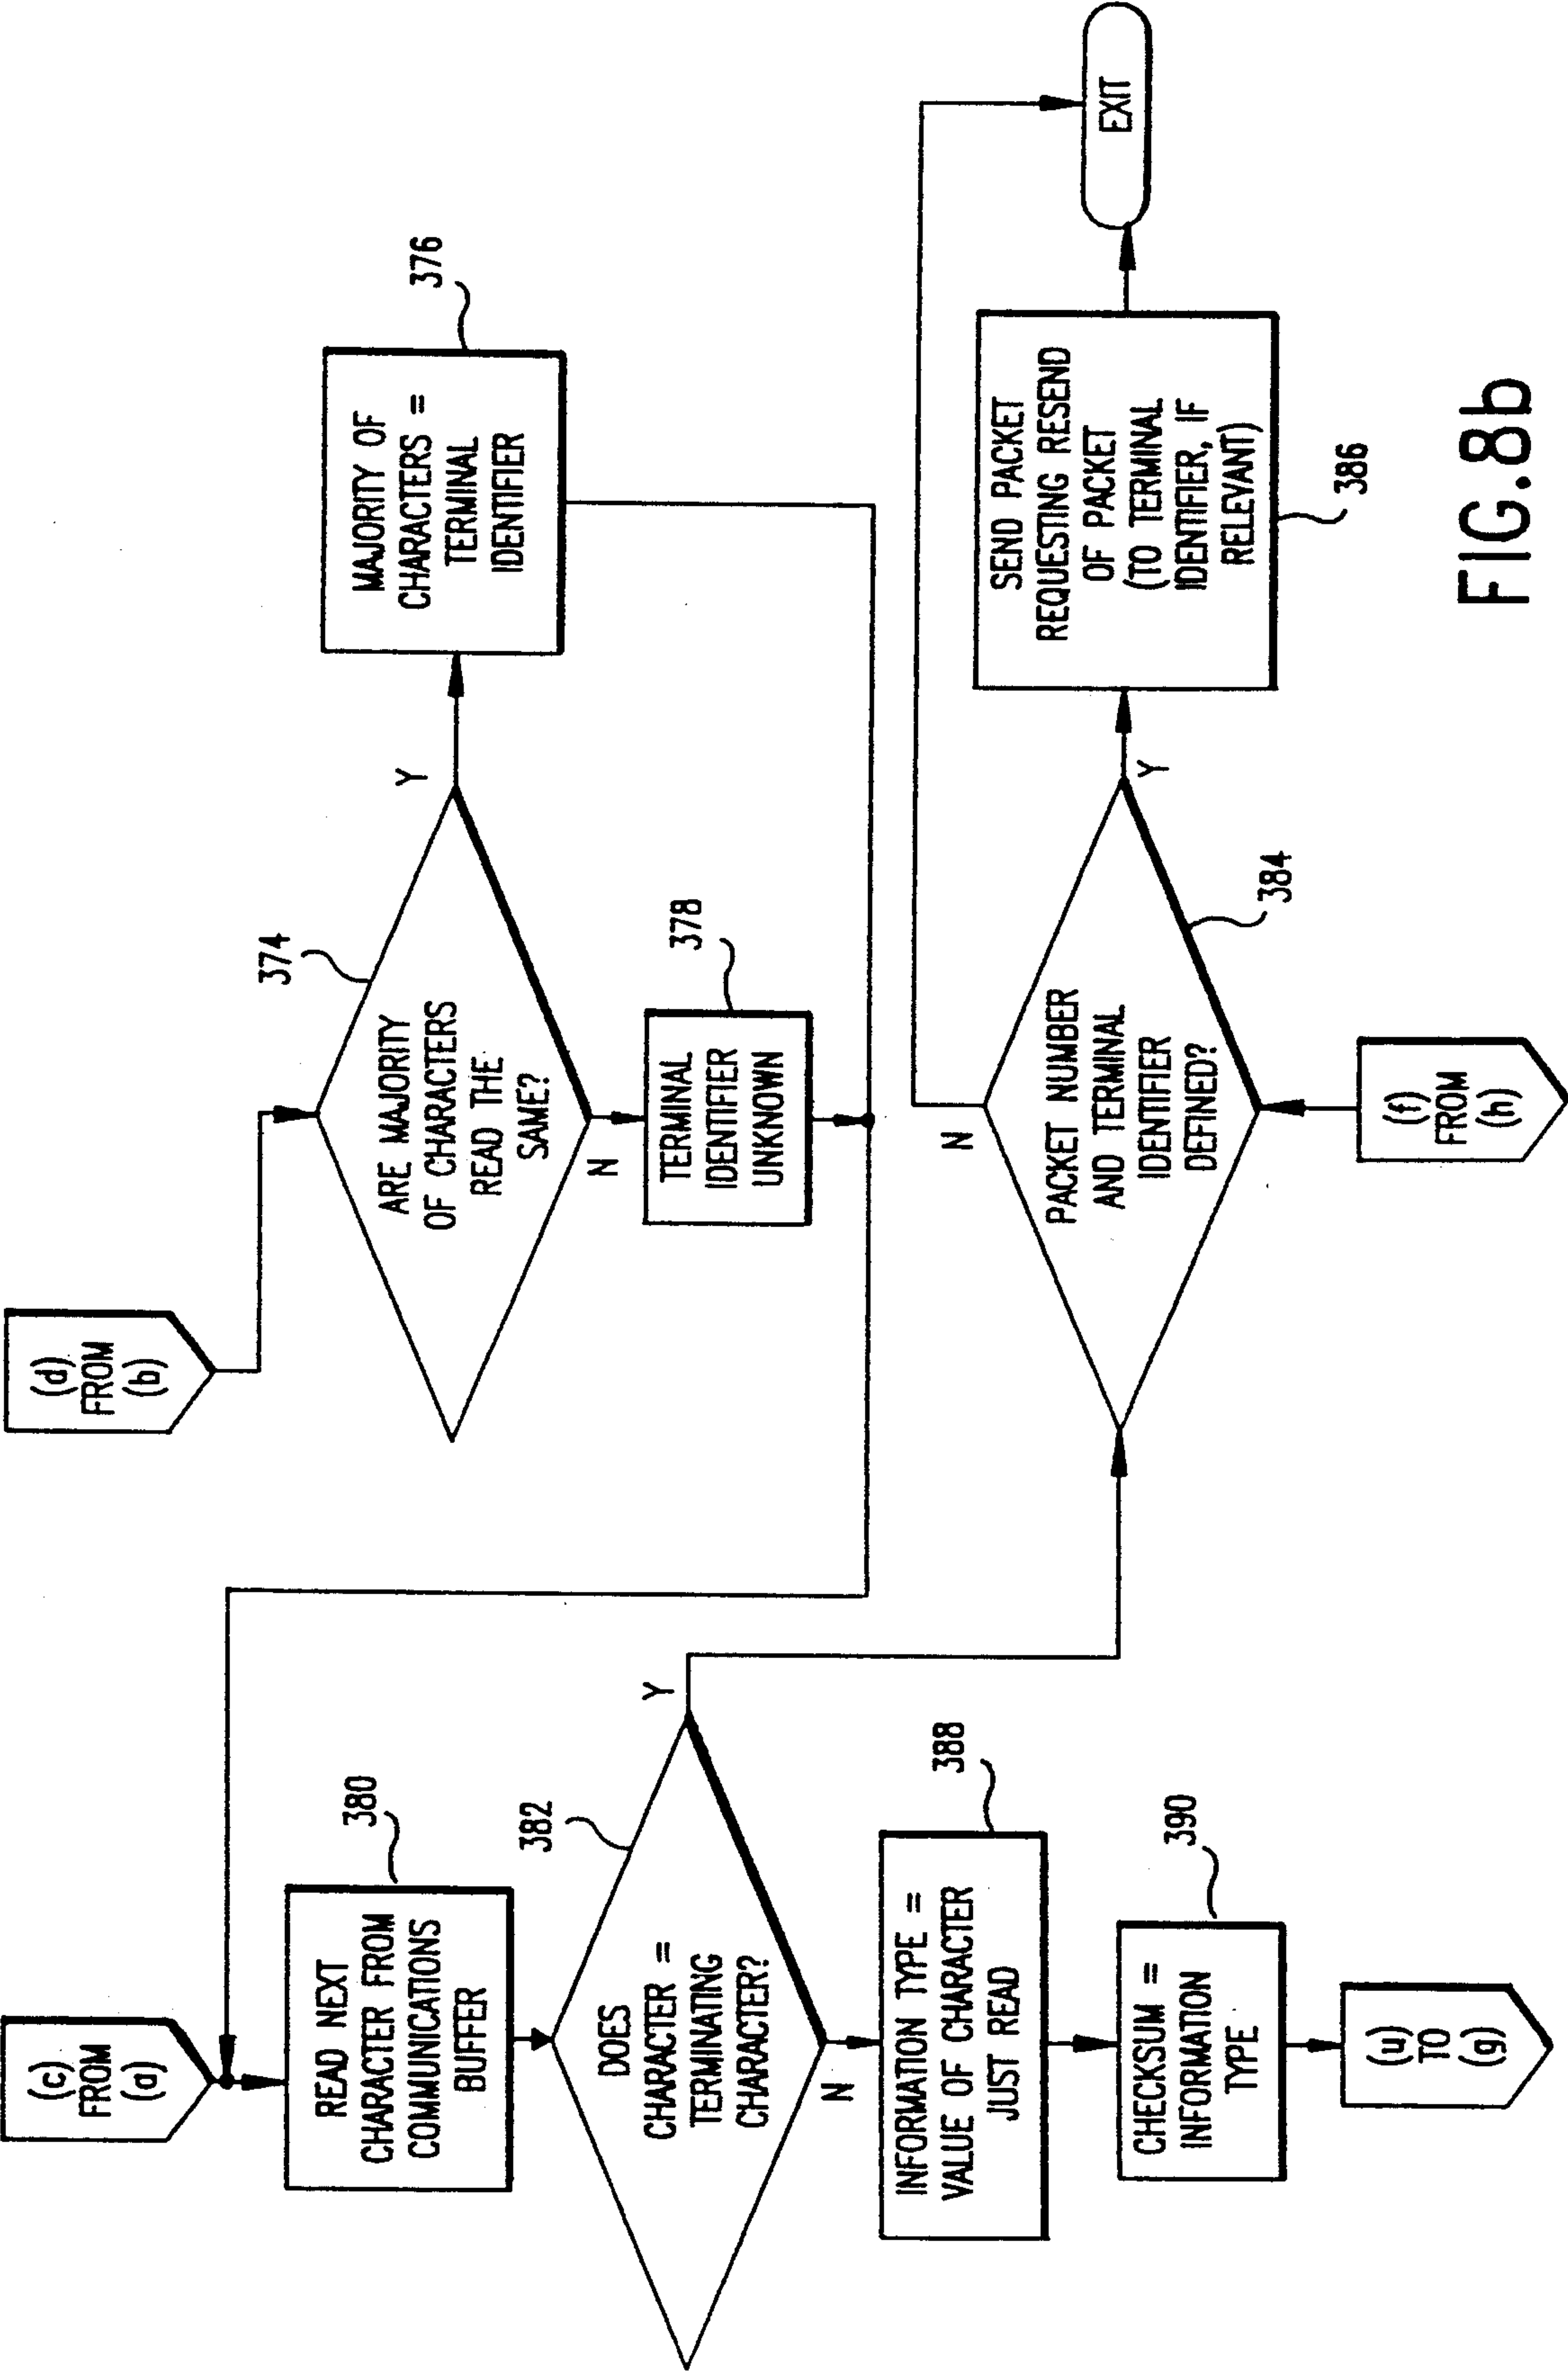 (c)
FROM
(a)
READ NEXT
CHARACTER FROM
COMMUNICATIONS
BUFFER
380
DOES
CHARACTER =
TERMINATING
CHARACTER?
382
Y
N
INFORMATION TYPE =
VALUE OF CHARACTER
JUST READ
388
CHECKSUM =
INFORMATION
TYPE
390
(u)
TO
(g)
(d)
FROM
(b)
ARE MAJORITY
OF CHARACTERS
READ THE
SAME?
374
Y
N
MAJORITY OF
CHARACTERS =
TERMINAL
IDENTIFIER
376
TERMINAL
IDENTIFIER
UNKNOWN
378
PACKET NUMBER
AND TERMINAL
IDENTIFIER
DEFINED?
384
N
Y
(f)
FROM
(h)
SEND PACKET
REQUESTING RESEND
OF PACKET
(TO TERMINAL
IDENTIFIER, IF
RELEVANT)
386
EXIT
FIG.8b